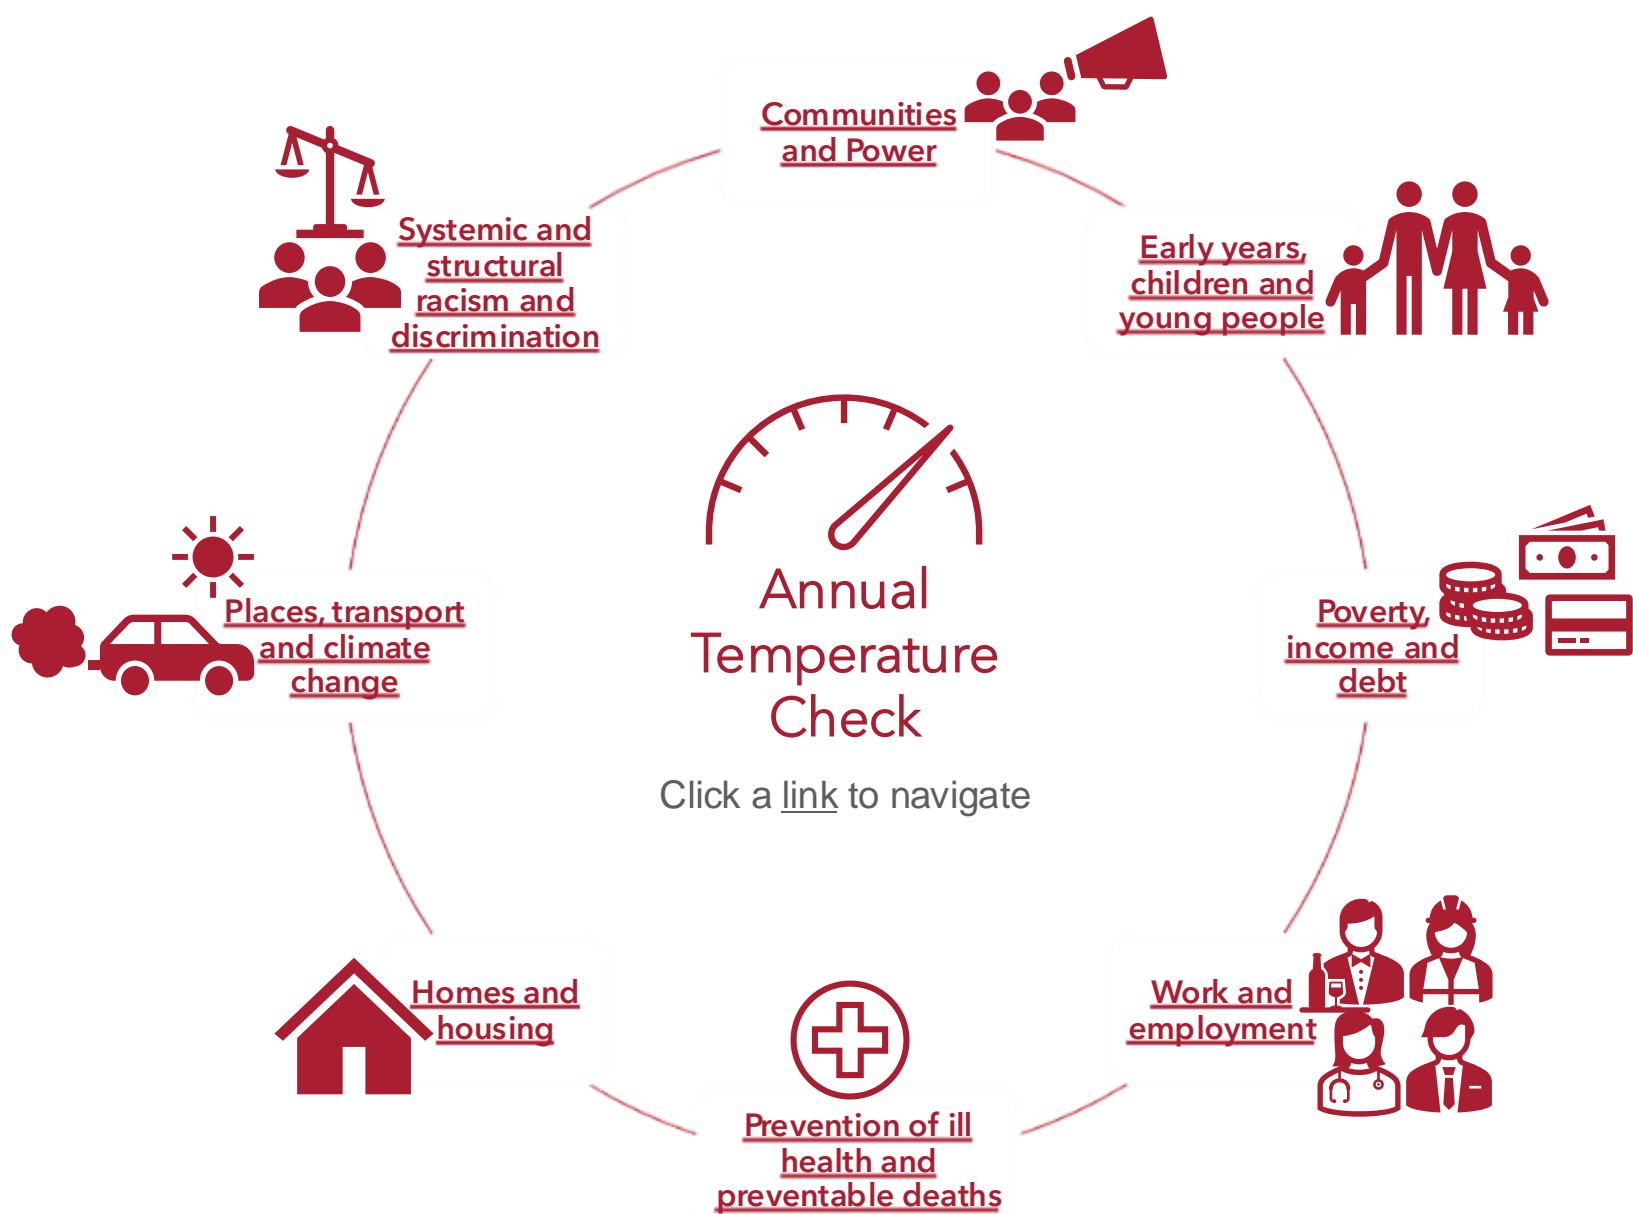 Communities
and Power
Early years,
children and
young people
Poverty,
income and
debt
Work and
employment
Prevention of ill
health and
preventable deaths
Homes and
housing
Places, transport
and climate
change
Systemic and
structural
racism and
discrimination
Annual
Temperature
Check
Click a link to navigate